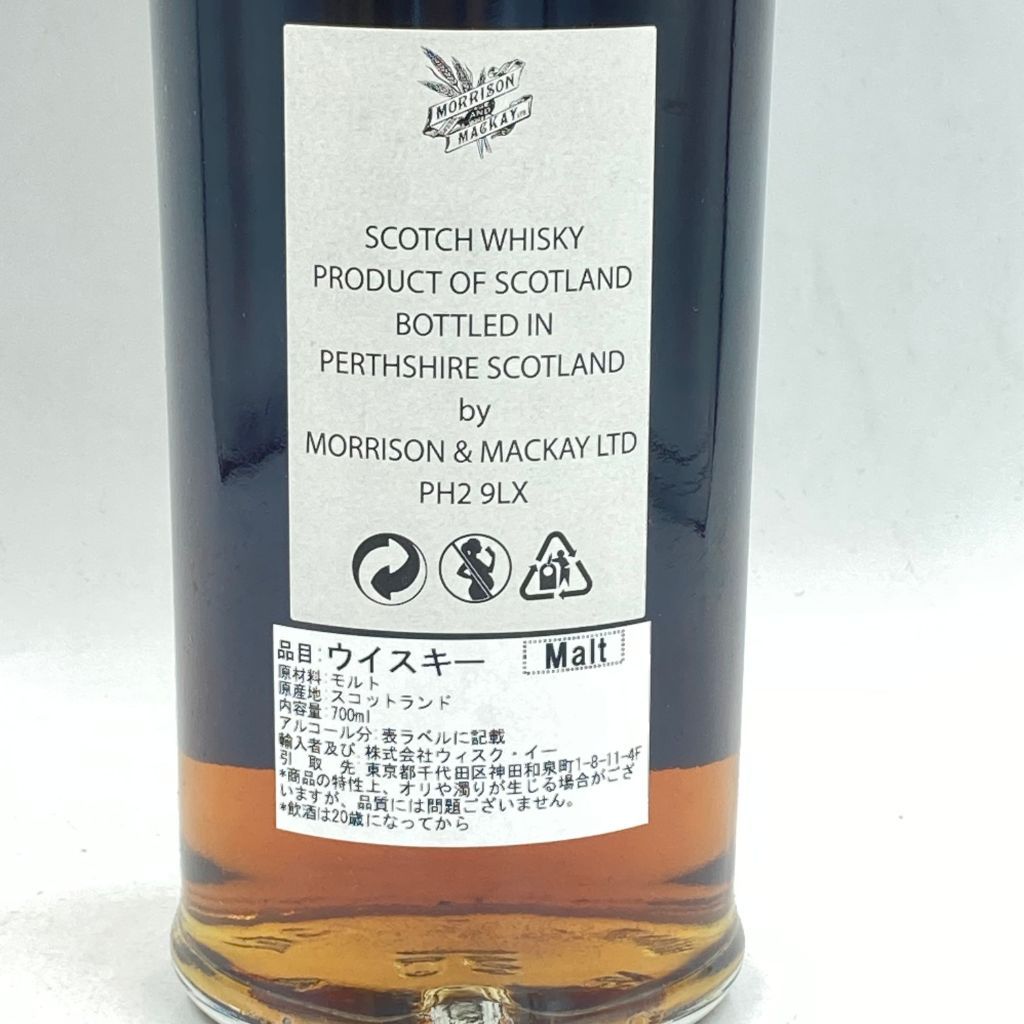 MORRISON
AND
MACKAY LTD
SCOTCH WHISKY
PRODUCT OF SCOTLAND
BOTTLED IN
PERTHSHIRE SCOTLAND
by
MORRISON & MACKAY LTD
PH2 9LX
品目:ウイスキー Malt
原材料:モルト
原産地:スコットランド
内容量:700ml
アルコール分:表ラベルに記載
輸入者及び 株式会社ウィスク・イー
引取先:東京都千代田区神田和泉町1-8-11-4F
*商品の特性上、オリや濁りが生じる場合がござ
いますが、品質には問題ございません。
*飲酒は20歳になってから